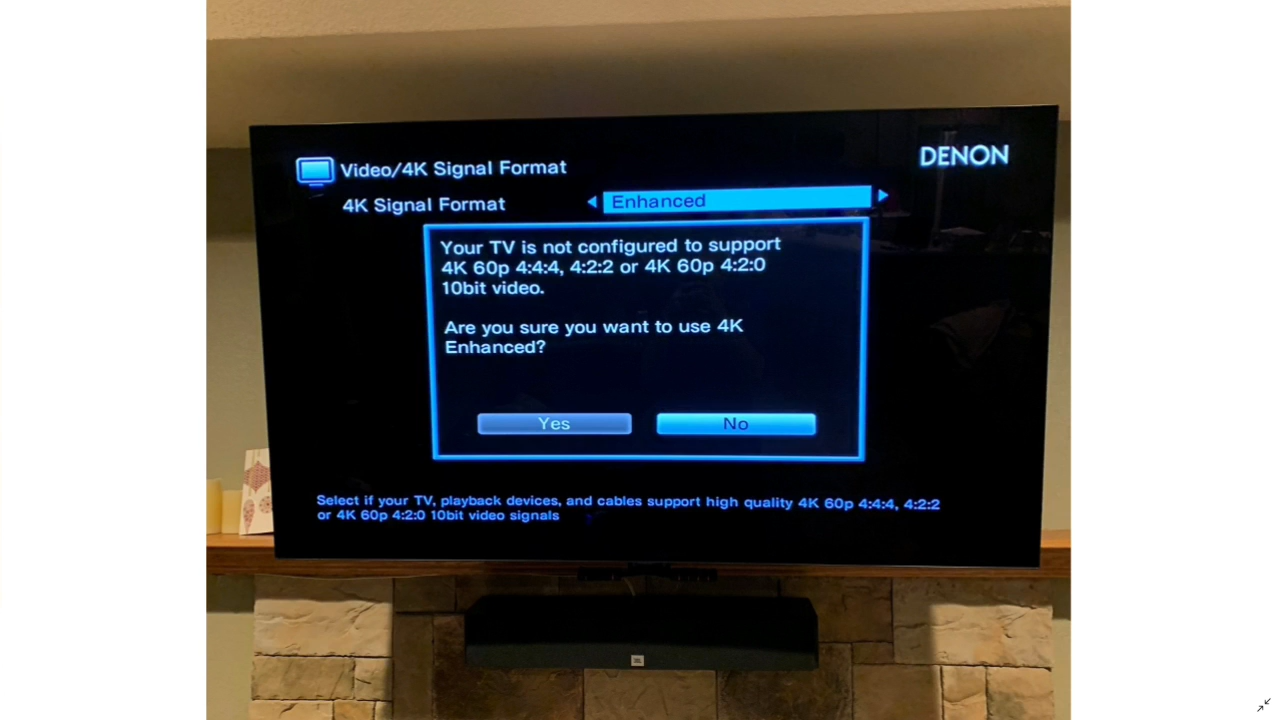 DENON
Video/4K Signal Format
4K Signal Format
Enhanced
Your TV is not configured to support
4K 60p 4:4:4, 4:2:2 or 4K 60p 4:2:0
10bit video.
Are you sure you want to use 4K
Enhanced?
Yes
No
Select if your TV, playback devices, and cables support high quality 4K 60p 4:4:4, 4:2:2
or 4K 60p 4:2:0 10bit video signals
JBL